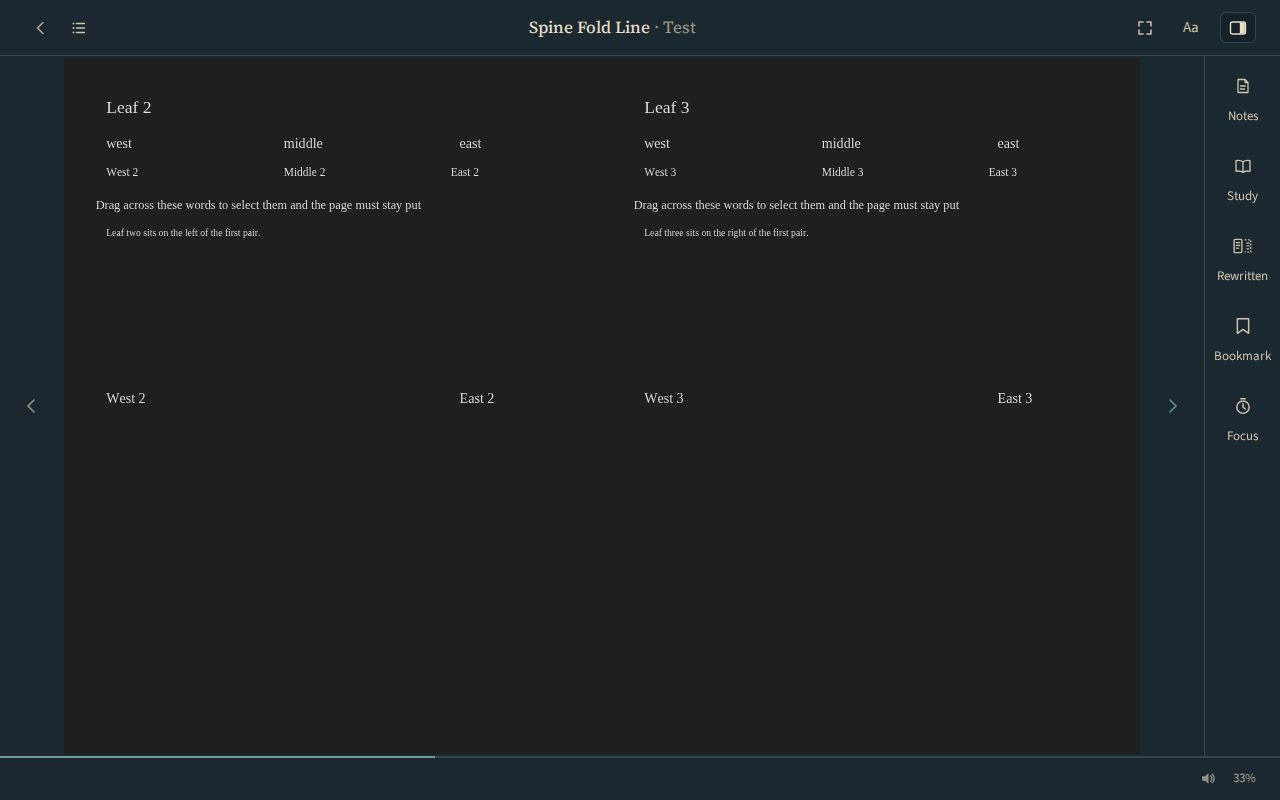 Spine Fold Line · Test
Aa
Leaf 2
west middle east
West 2 Middle 2 East 2
Drag across these words to select them and the page must stay put
Leaf two sits on the left of the first pair.
West 2 East 2
Leaf 3
west middle east
West 3 Middle 3 East 3
Drag across these words to select them and the page must stay put
Leaf three sits on the right of the first pair.
West 3 East 3
Notes
Study
Rewritten
Bookmark
Focus
33%